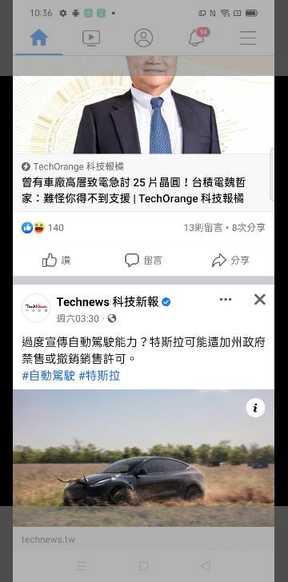 10:36
14
TechOrange 科技報橘
曾有車廠高層致電急討 25 片晶圓！台積電魏哲
家：難怪你得不到支援 | TechOrange 科技報橘
140
13則留言・8次分享
讚
留言
分享
Technews 科技新報
週六03:30
過度宣傳自動駕駛能力？特斯拉可能遭加州政府
禁售或撤銷銷售許可。
#自動駕駛 #特斯拉
technews.tw